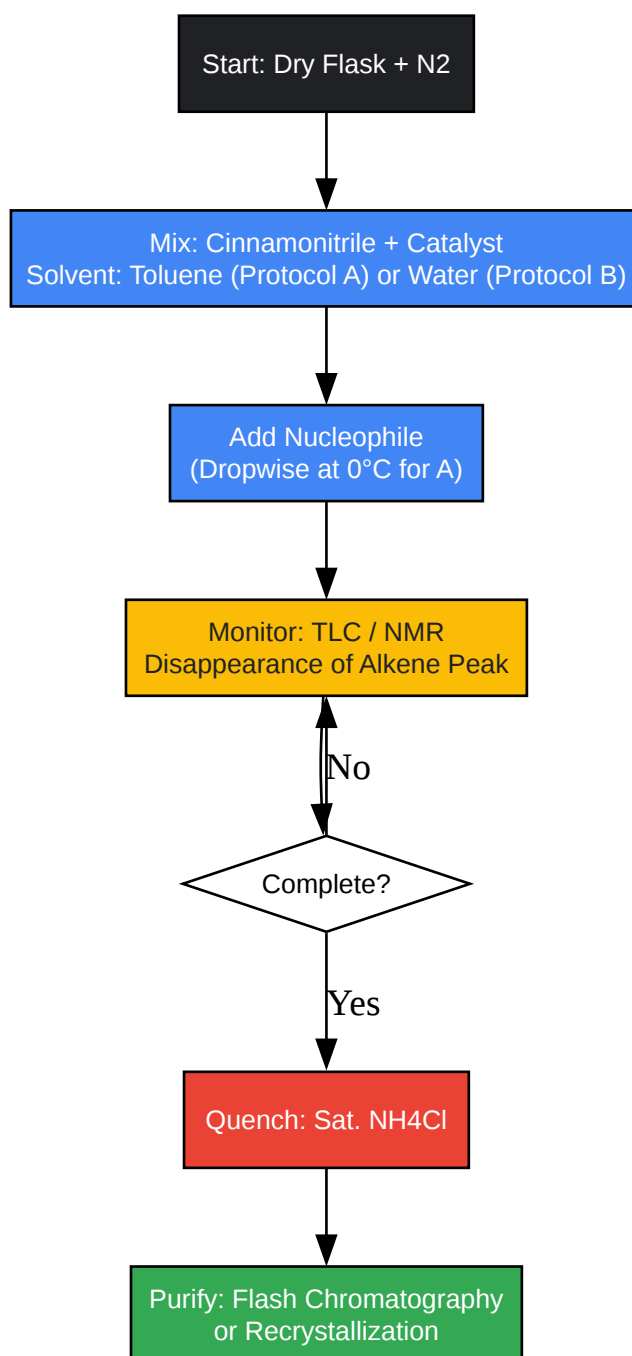 Start: Dry Flask + N2
Mix: Cinnamonitrile + Catalyst
Solvent: Toluene (Protocol A) or Water (Protocol B)
Add Nucleophile
(Dropwise at 0°C for A)
Monitor: TLC / NMR
Disappearance of Alkene Peak
No
Complete?
Yes
Quench: Sat. NH4Cl
Purify: Flash Chromatography
or Recrystallization